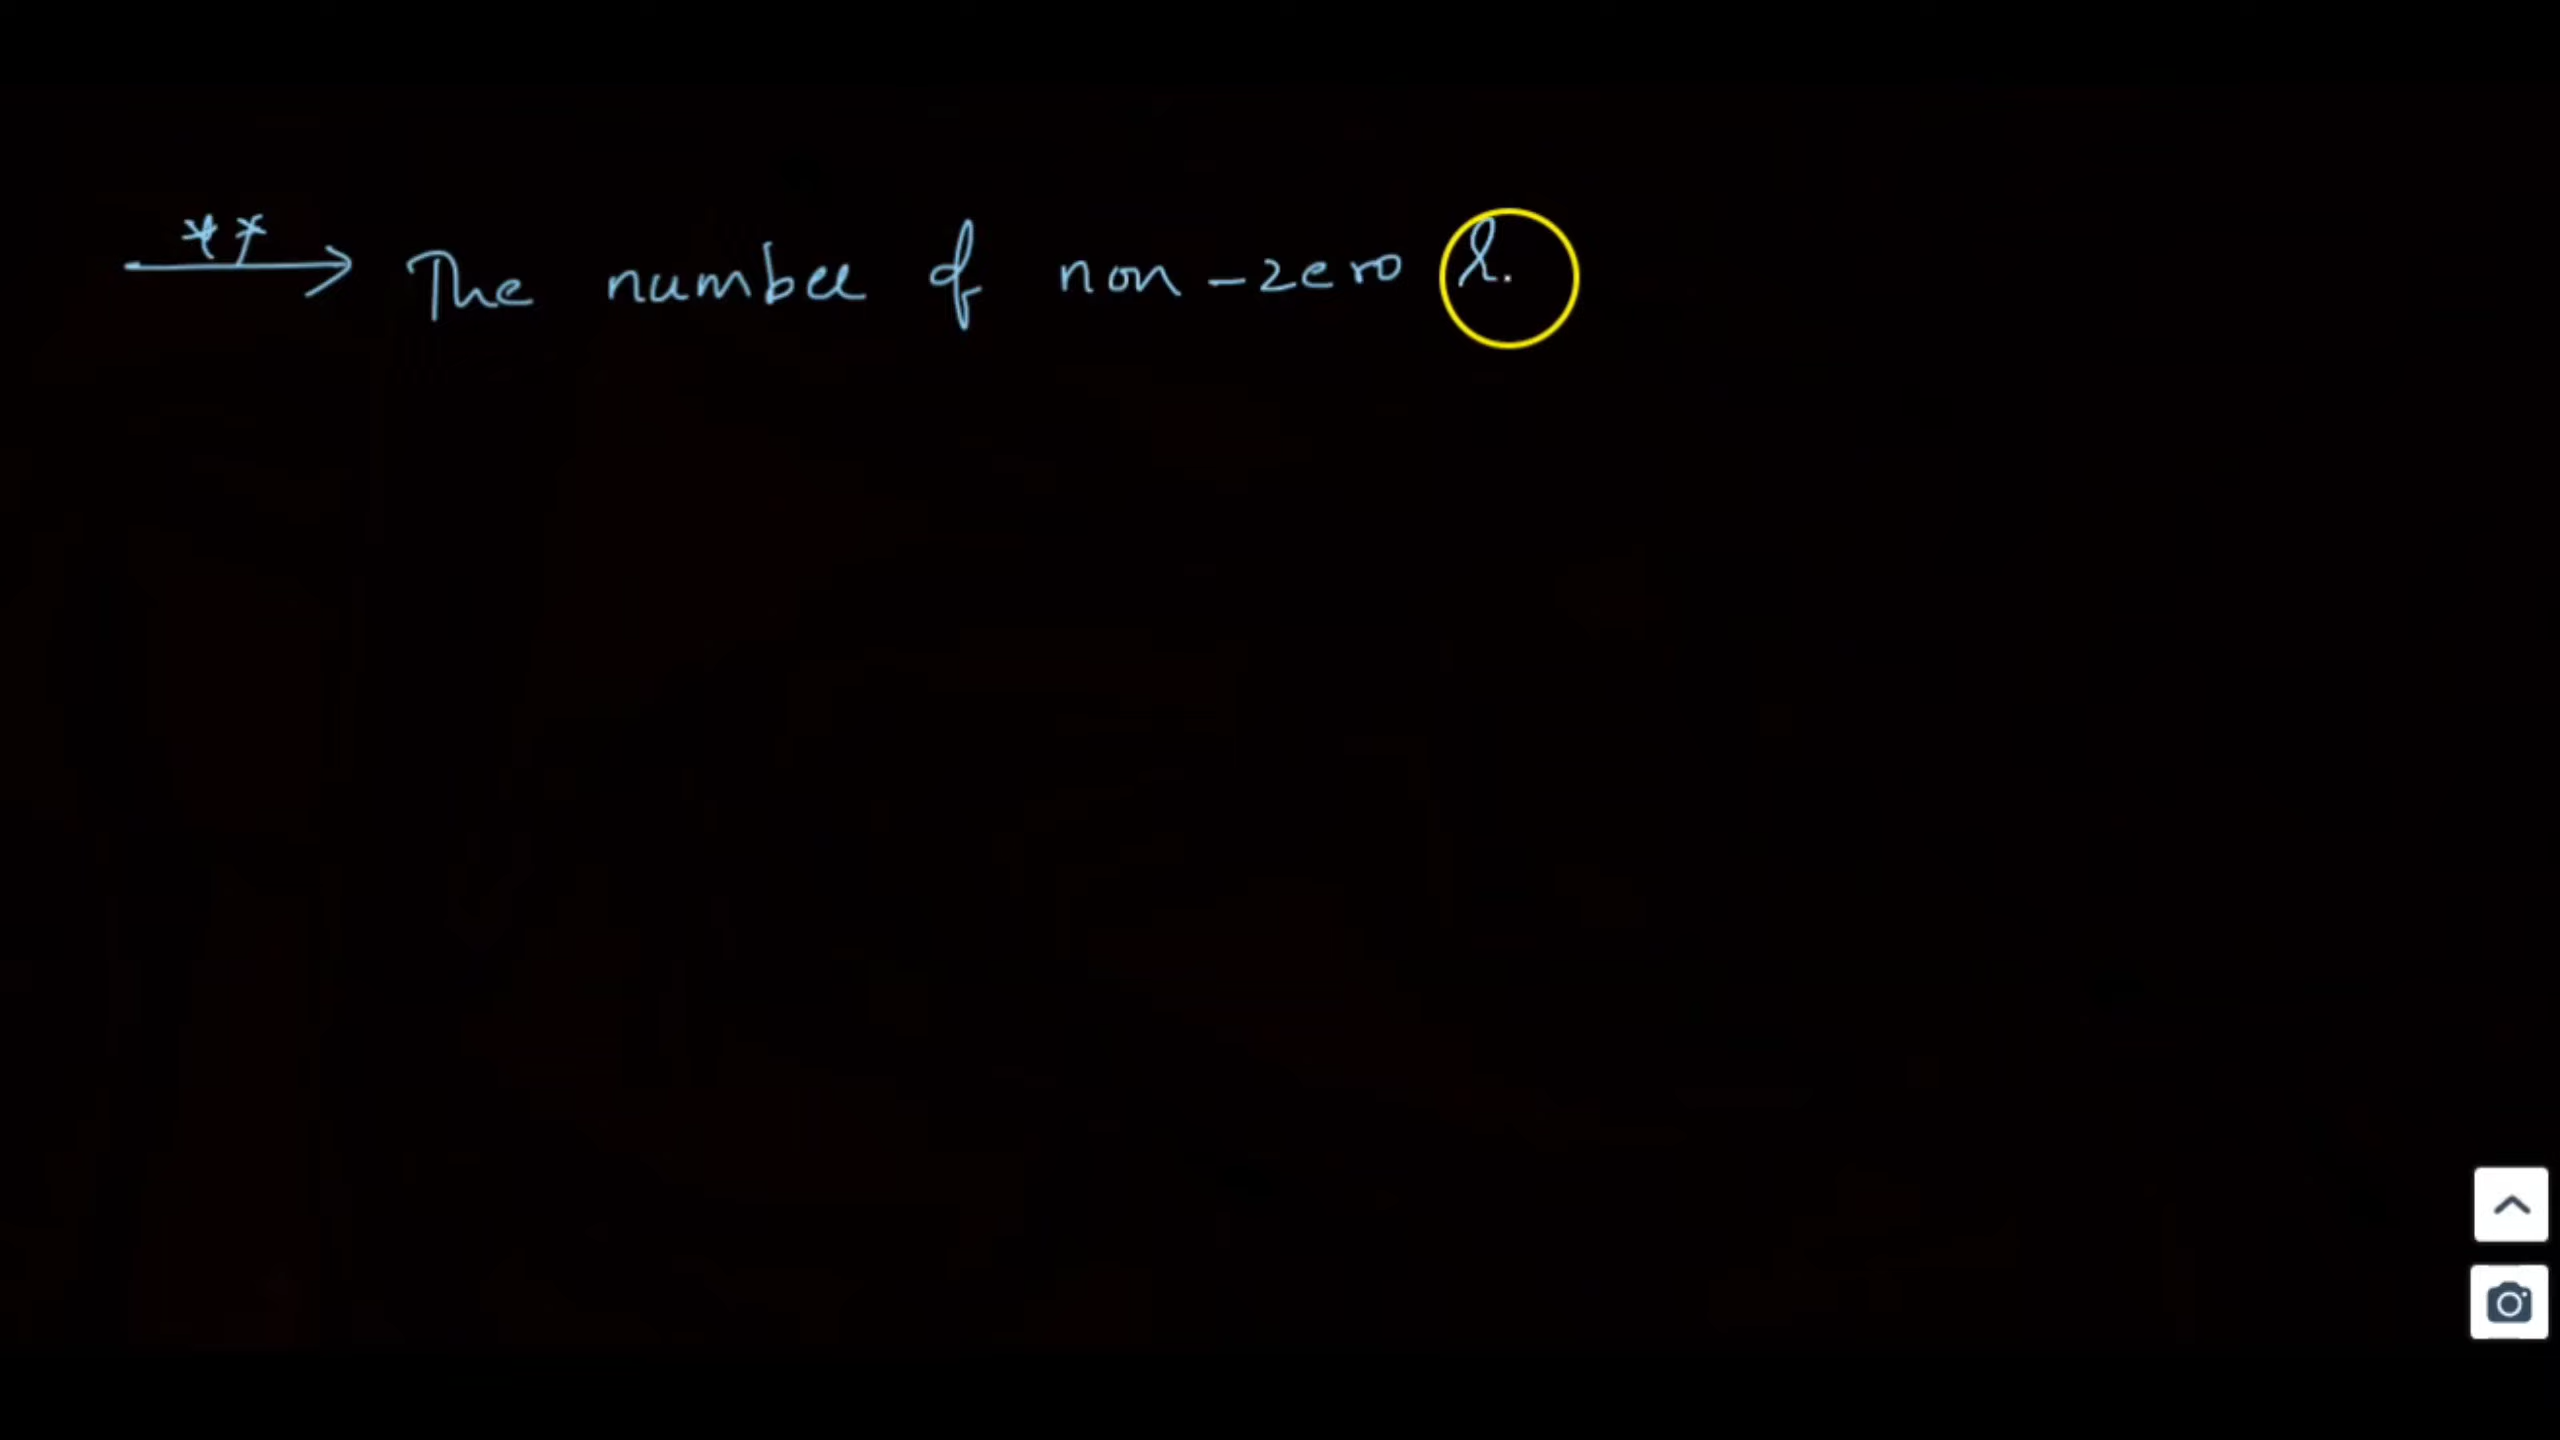 ** → The number of non-zero